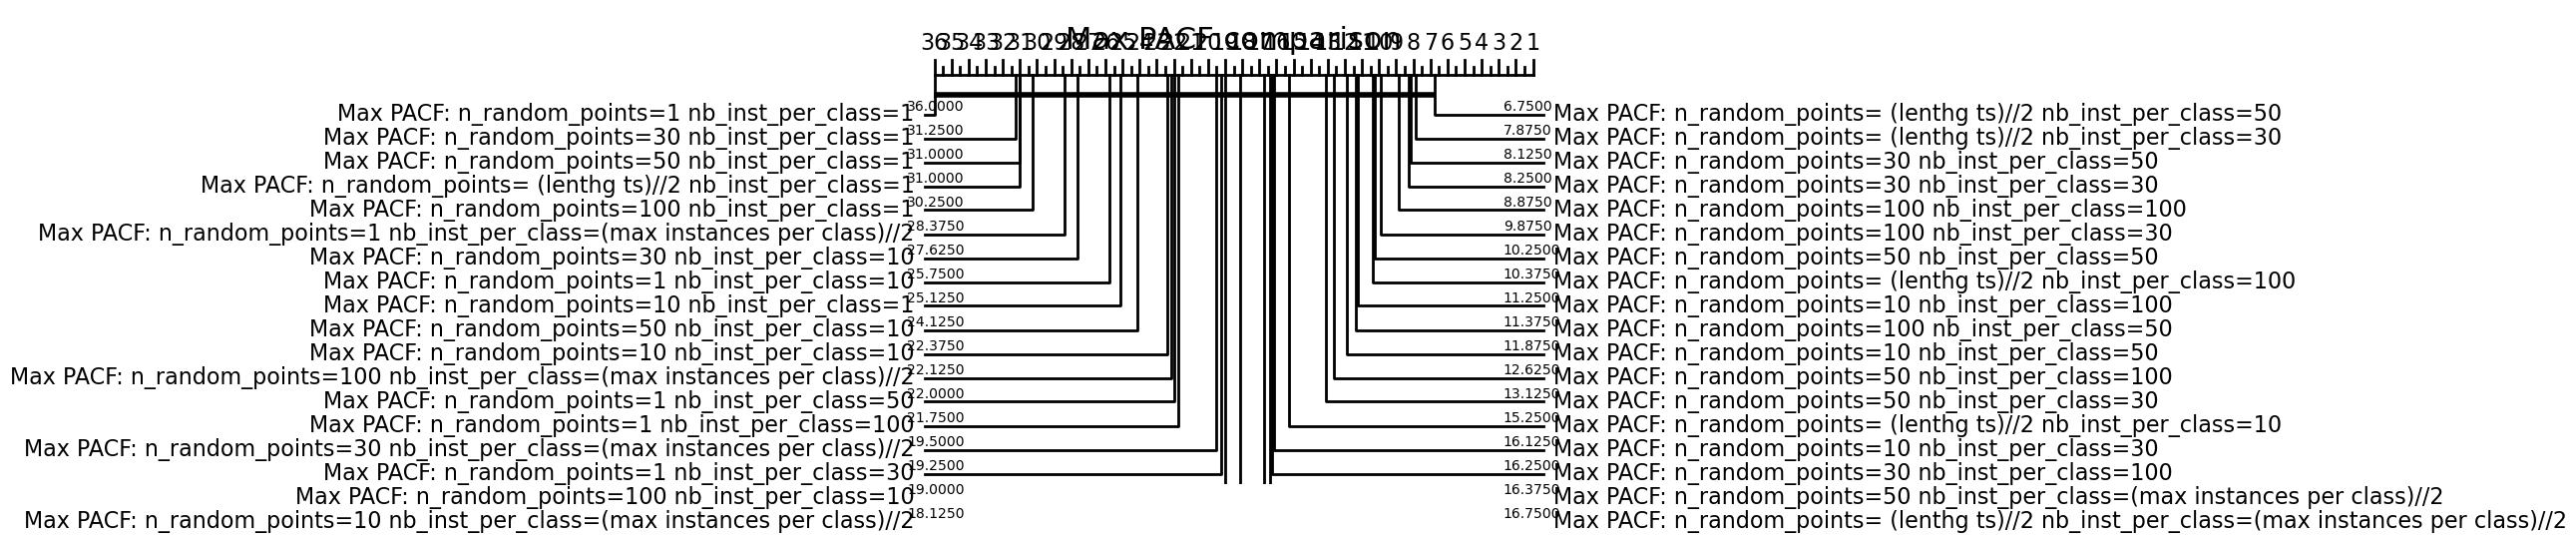 Max PACF comparison
36 35 34 33 32 31 30 29 28 27 26 25 24 23 22 21 20 19 18 17 16 15 14 13 12 11 10 9 8 7 6 5 4 3 2 1
Max PACF: n_random_points=1 nb_inst_per_class=1 36.0000
Max PACF: n_random_points=30 nb_inst_per_class=1 31.2500
Max PACF: n_random_points=50 nb_inst_per_class=1 31.0000
Max PACF: n_random_points= (lenthg ts)//2 nb_inst_per_class=1 31.0000
Max PACF: n_random_points=100 nb_inst_per_class=1 30.2500
Max PACF: n_random_points=1 nb_inst_per_class=(max instances per class)//2 28.3750
Max PACF: n_random_points=30 nb_inst_per_class=10 27.6250
Max PACF: n_random_points=1 nb_inst_per_class=10 25.7500
Max PACF: n_random_points=10 nb_inst_per_class=1 25.1250
Max PACF: n_random_points=50 nb_inst_per_class=10 24.1250
Max PACF: n_random_points=10 nb_inst_per_class=10 22.3750
Max PACF: n_random_points=100 nb_inst_per_class=(max instances per class)//2 22.1250
Max PACF: n_random_points=1 nb_inst_per_class=50 22.0000
Max PACF: n_random_points=1 nb_inst_per_class=100 21.7500
Max PACF: n_random_points=30 nb_inst_per_class=(max instances per class)//2 19.5000
Max PACF: n_random_points=1 nb_inst_per_class=30 19.2500
Max PACF: n_random_points=100 nb_inst_per_class=10 19.0000
Max PACF: n_random_points=10 nb_inst_per_class=(max instances per class)//2 18.1250
6.7500 Max PACF: n_random_points= (lenthg ts)//2 nb_inst_per_class=50
7.8750 Max PACF: n_random_points= (lenthg ts)//2 nb_inst_per_class=30
8.1250 Max PACF: n_random_points=30 nb_inst_per_class=50
8.2500 Max PACF: n_random_points=30 nb_inst_per_class=30
8.8750 Max PACF: n_random_points=100 nb_inst_per_class=100
9.8750 Max PACF: n_random_points=100 nb_inst_per_class=30
10.2500 Max PACF: n_random_points=50 nb_inst_per_class=50
10.3750 Max PACF: n_random_points= (lenthg ts)//2 nb_inst_per_class=100
11.2500 Max PACF: n_random_points=10 nb_inst_per_class=100
11.3750 Max PACF: n_random_points=100 nb_inst_per_class=50
11.8750 Max PACF: n_random_points=10 nb_inst_per_class=50
12.6250 Max PACF: n_random_points=50 nb_inst_per_class=100
13.1250 Max PACF: n_random_points=50 nb_inst_per_class=30
15.2500 Max PACF: n_random_points= (lenthg ts)//2 nb_inst_per_class=10
16.1250 Max PACF: n_random_points=10 nb_inst_per_class=30
16.2500 Max PACF: n_random_points=30 nb_inst_per_class=100
16.3750 Max PACF: n_random_points=50 nb_inst_per_class=(max instances per class)//2
16.7500 Max PACF: n_random_points= (lenthg ts)//2 nb_inst_per_class=(max instances per class)//2